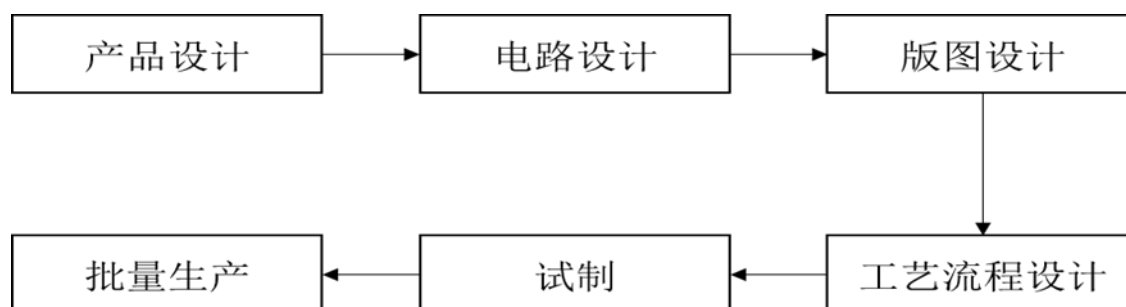 产品设计
电路设计
版图设计
工艺流程设计
试制
批量生产